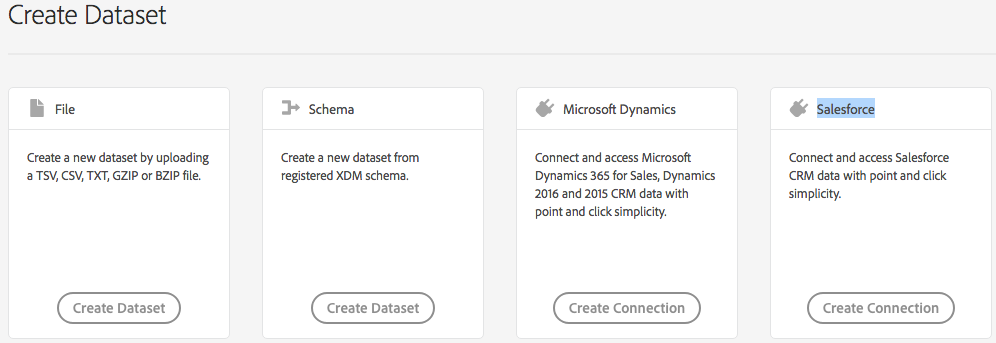 Create Dataset
File
Create a new dataset by uploading
a TSV, CSV, TXT, GZIP or BZIP file.
Create Dataset
Schema
Create a new dataset from
registered XDM schema.
Create Dataset
Microsoft Dynamics
Connect and access Microsoft
Dynamics 365 for Sales, Dynamics
2016 and 2015 CRM data with
point and click simplicity.
Create Connection
Salesforce
Connect and access Salesforce
CRM data with point and click
simplicity.
Create Connection